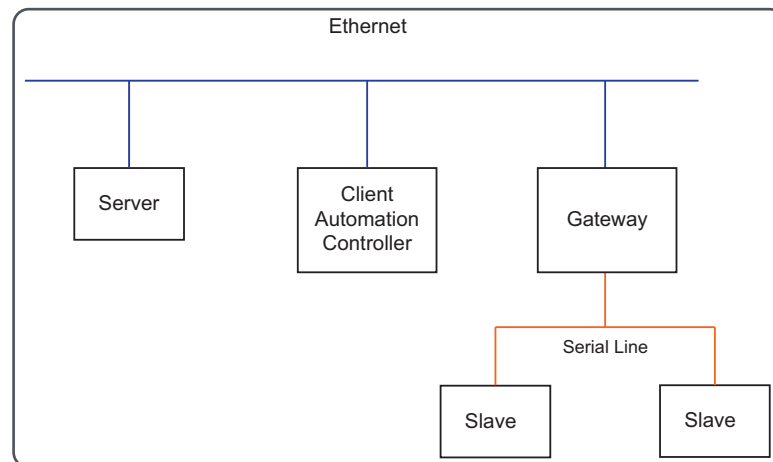 Ethernet
Server
Client
Automation
Controller
Gateway
Serial Line
Slave
Slave